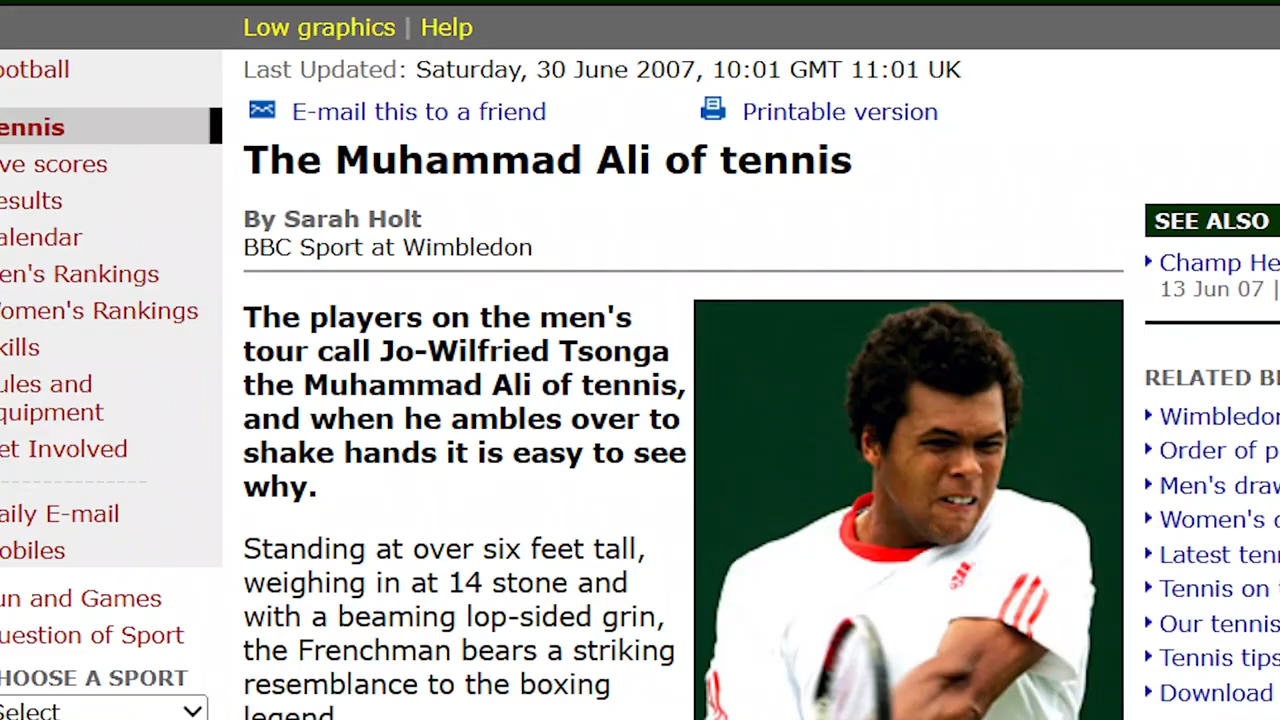 Low graphics | Help
Last Updated: Saturday, 30 June 2007, 10:01 GMT 11:01 UK
E-mail this to a friend
Printable version
The Muhammad Ali of tennis
By Sarah Holt
BBC Sport at Wimbledon
The players on the men's
tour call Jo-Wilfried Tsonga
the Muhammad Ali of tennis,
and when he ambles over to
shake hands it is easy to see
why.
Standing at over six feet tall,
weighing in at 14 stone and
with a beaming lop-sided grin,
the Frenchman bears a striking
resemblance to the boxing
legend
ootball
ennis
ve scores
esults
alendar
en's Rankings
omen's Rankings
kills
ules and
quipment
et Involved
aily E-mail
obiles
un and Games
uestion of Sport
HOOSE A SPORT
Select
SEE ALSO
Champ He
13 Jun 07 |
RELATED B
Wimbledon
Order of p
Men's draw
Women's d
Latest tenn
Tennis on t
Our tennis
Tennis tips
Download